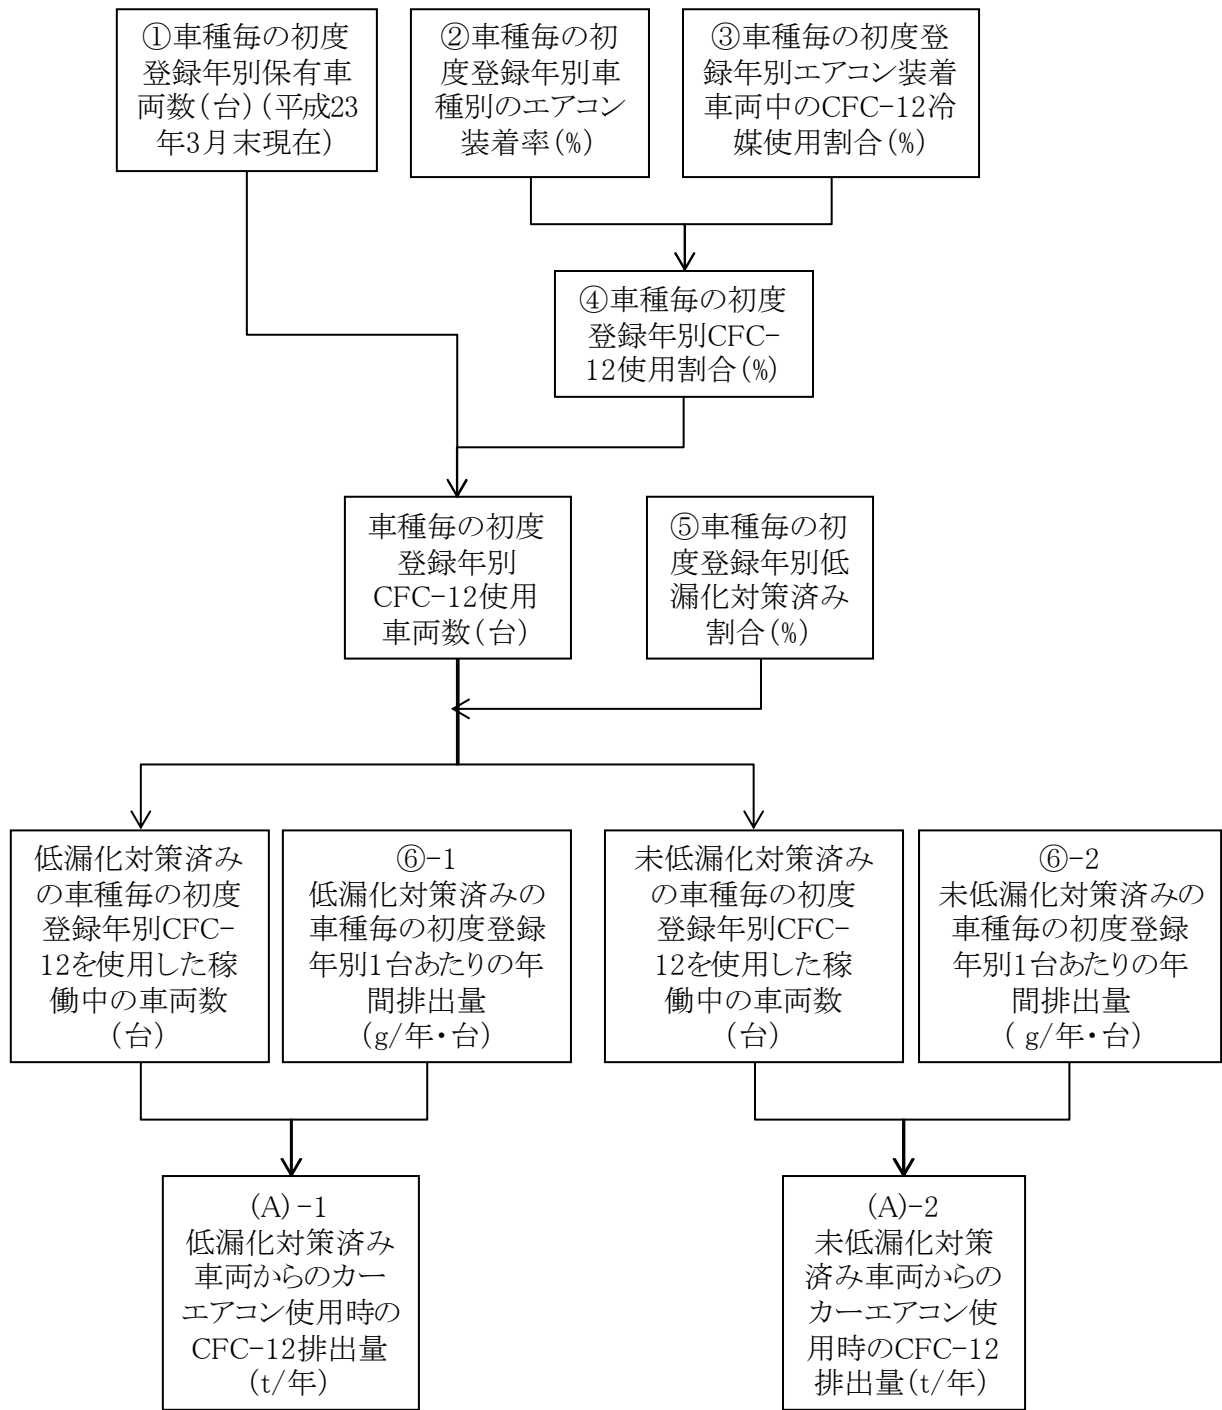 ①車種毎の初度
登録年別保有車
両数(台)(平成23
年3月末現在)
②車種毎の初
度登録年別車
種別のエアコン
装着率(%)
③車種毎の初度登
録年別エアコン装着
車両中のCFC-12冷
媒使用割合(%)
④車種毎の初度
登録年別CFC-
12使用割合(%)
車種毎の初度
登録年別
CFC-12使用
車両数(台)
⑤車種毎の初
度登録年別低
漏化対策済み
割合(%)
低漏化対策済み
の車種毎の初度
登録年別CFC-
12を使用した稼
働中の車両数
(台)
⑥-1
低漏化対策済みの
車種毎の初度登録
年別1台あたりの年
間排出量
(g/年・台)
未低漏化対策済み
の車種毎の初度
登録年別CFC-
12を使用した稼
働中の車両数
(台)
⑥-2
未低漏化対策済みの
車種毎の初度登録
年別1台あたりの年
間排出量
( g/年・台)
(A)-1
低漏化対策済み
車両からのカー
エアコン使用時の
CFC-12排出量
(t/年)
(A)-2
未低漏化対策
済み車両からの
カーエアコン使
用時のCFC-12
排出量(t/年)